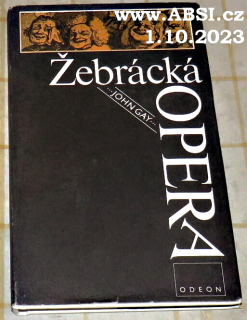 www.ABSI.cz
1.10.2023
Žebrácká
...JOHN GAY...
OPERA
ODEON